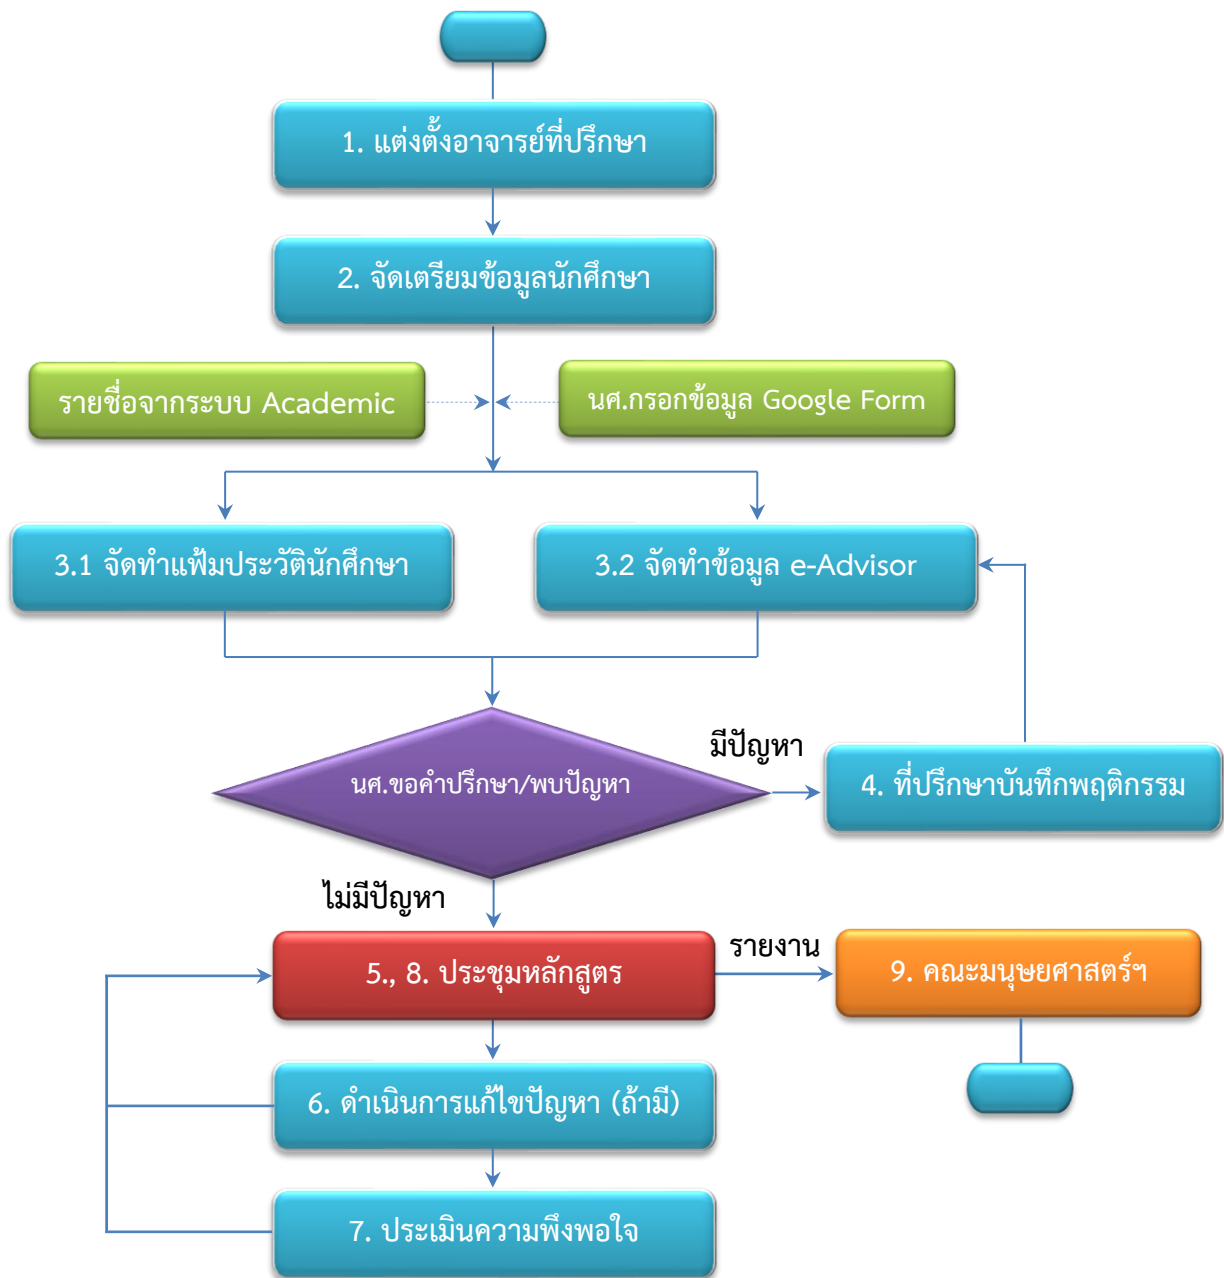 1. แต่งตั้งอาจารย์ที่ปรึกษา
2. จัดเตรียมข้อมูลนักศึกษา
รายชื่อจากระบบ Academic
นศ.กรอกข้อมูล Google Form
3.1 จัดทำแฟ้มประวัตินักศึกษา
3.2 จัดทำข้อมูล e-Advisor
มีปัญหา
นศ.ขอคำปรึกษา/พบปัญหา
4. ที่ปรึกษาบันทึกพฤติกรรม
ไม่มีปัญหา
5., 8. ประชุมหลักสูตร
รายงาน
9. คณะมนุษยศาสตร์ฯ
6. ดำเนินการแก้ไขปัญหา (ถ้ามี)
7. ประเมินความพึงพอใจ